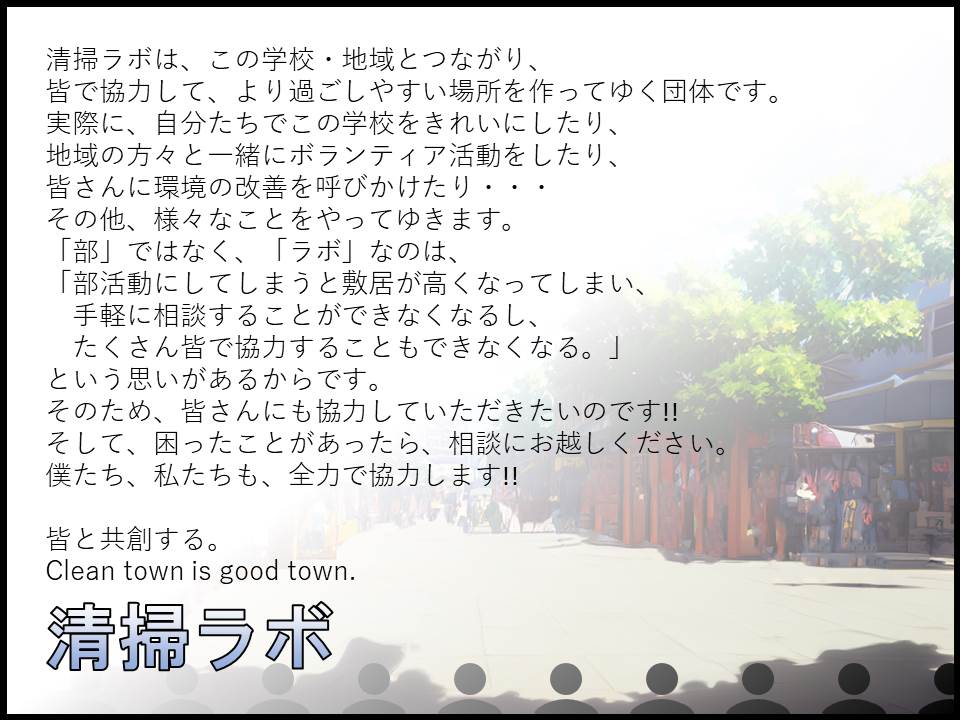 清掃ラボは、この学校・地域とつながり、
皆で協力して、より過ごしやすい場所を作ってゆく団体です。
実際に、自分たちでこの学校をきれいにしたり、
地域の方々と一緒にボランティア活動をしたり、
皆さんに環境の改善を呼びかけたり・・・
その他、様々なことをやってゆきます。
「部」ではなく、「ラボ」なのは、
「部活動にしてしまうと敷居が高くなってしまい、
　手軽に相談することができなくなるし、
　たくさん皆で協力することもできなくなる。」
という思いがあるからです。
そのため、皆さんにも協力していただきたいのです!!
そして、困ったことがあったら、相談にお越しください。
僕たち、私たちも、全力で協力します!!
皆と共創する。
Clean town is good town.
清掃ラボ